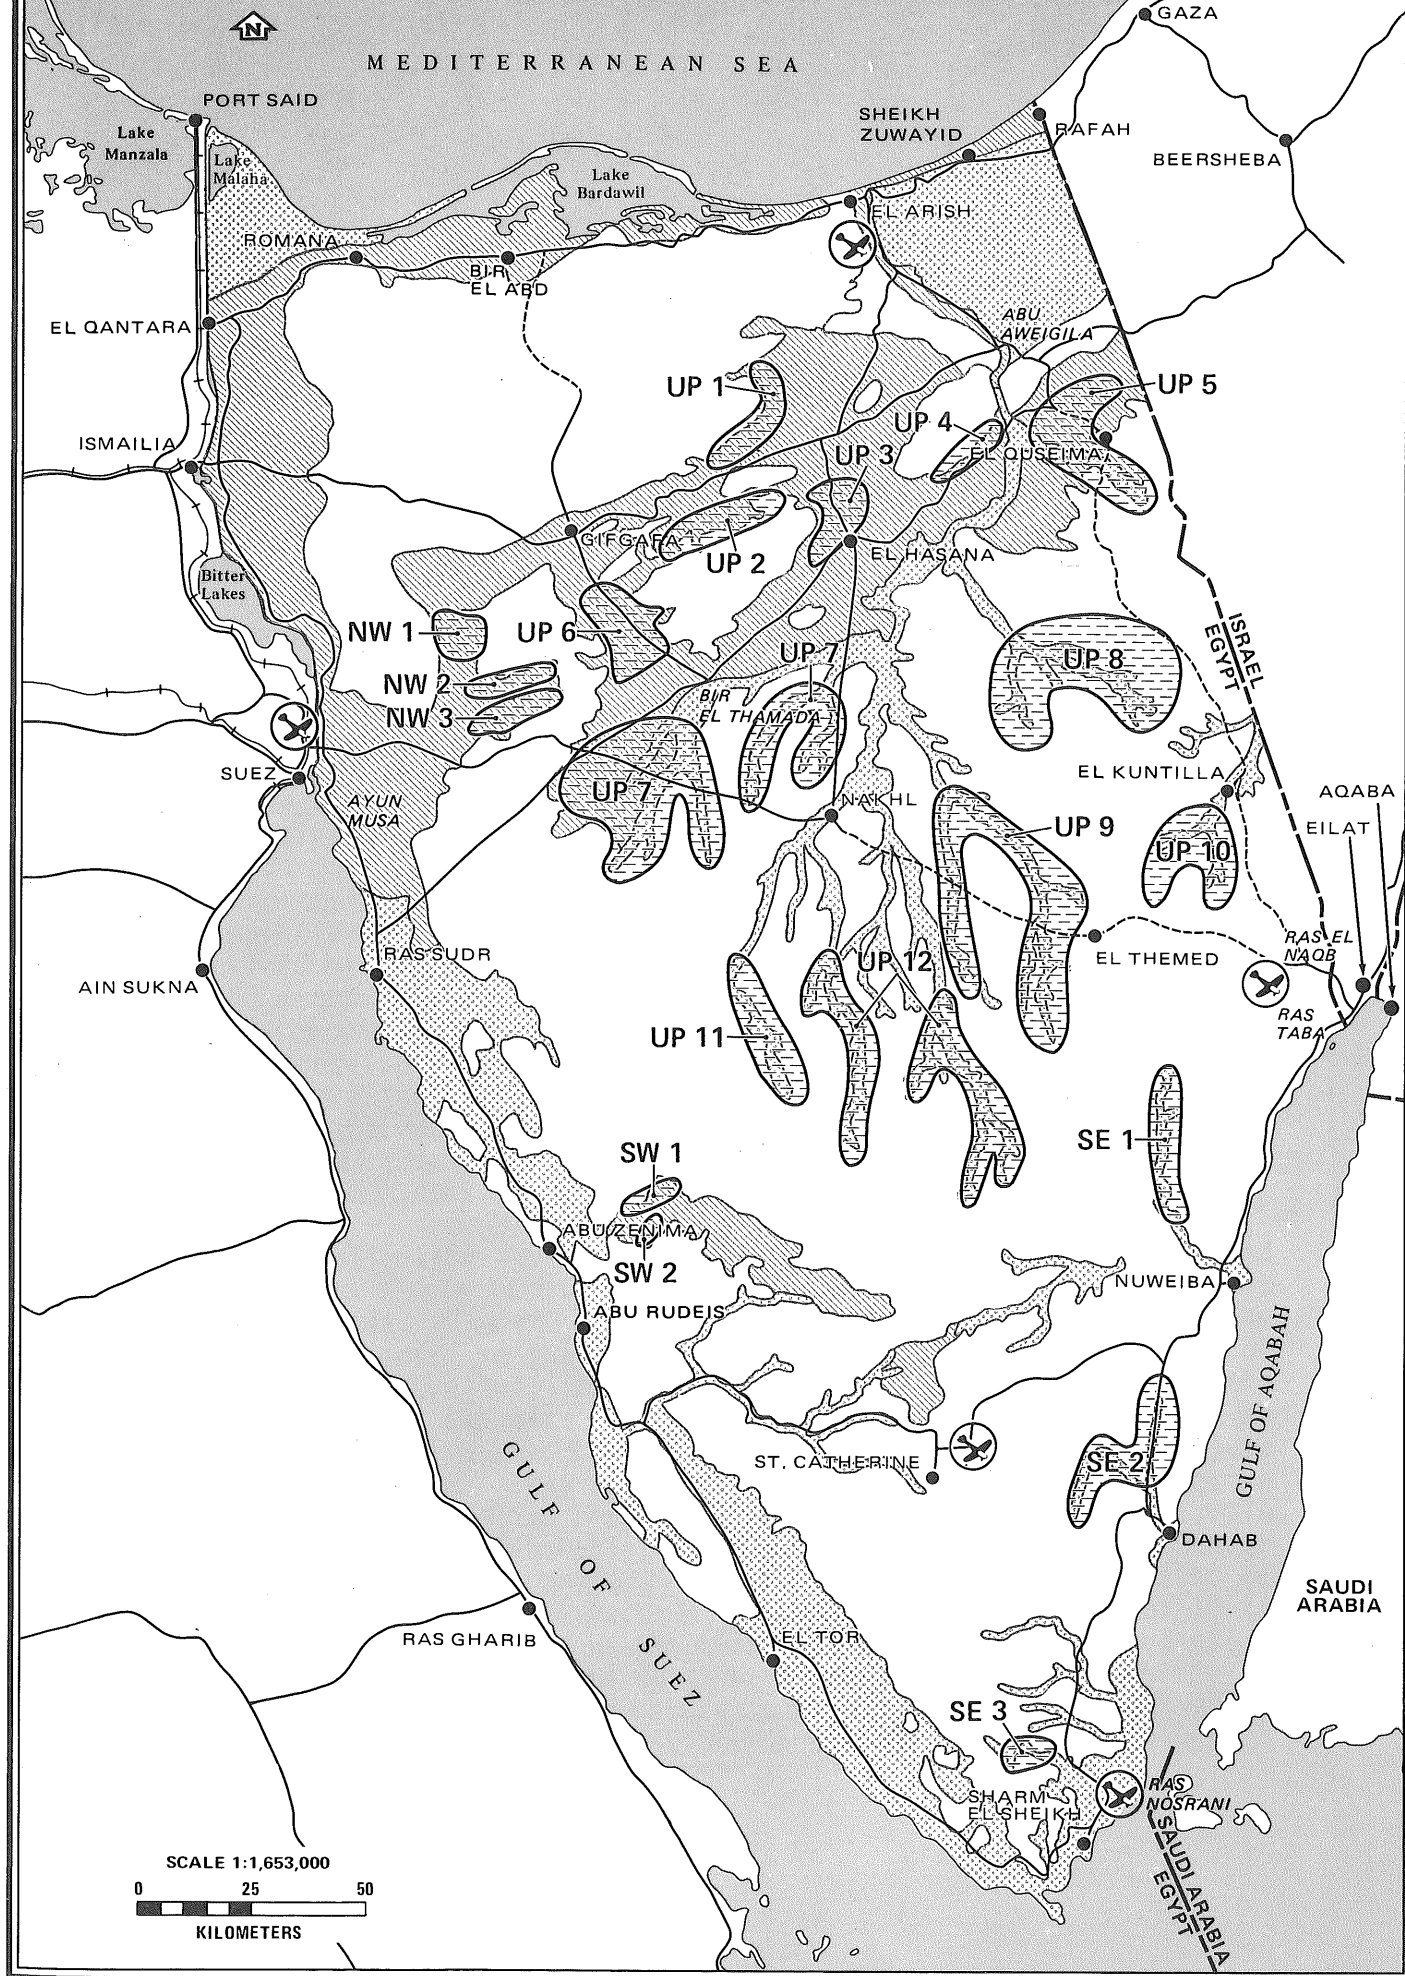 GAZA
N
MEDITERRANEAN SEA
PORT SAID
SHEIKH
ZUWAYID
RAFAH
Lake
Manzala
BEERSHEBA
Lake
Malaha
Lake
Bardawil
EL ARISH
ROMANA
BIR
EL ABD
EL QANTARA
ABU
AWEIGILA
UP 1
UP 5
UP 4
ISMAILIA
UP 3
EL QUSEIMA
GIFGAFA
UP 2
EL HASANA
Bitter
Lakes
NW 1
UP 6
ISRAEL
EGYPT
UP 7
UP 8
NW 2
BIR
EL THAMADA
NW 3
SUEZ
EL KUNTILLA
UP 7
AQABA
AYUN
MUSA
NAKHL
UP 9
EILAT
UP 10
RAS EL
NAQB
RAS SUDR
UP 12
EL THEMED
AIN SUKNA
RAS
TABA
UP 11
SE 1
SW 1
ABU ZENIMA
SW 2
NUWEIBA
ABU RUDEIS
GULF OF AQABAH
ST. CATHERINE
SE 2
GULF OF SUEZ
DAHAB
SAUDI
ARABIA
RAS GHARIB
EL TOR
SE 3
SHARM
EL SHEIKH
RAS
NOSRANI
SAUDI ARABIA
EGYPT
SCALE 1:1,653,000
0 25 50
KILOMETERS